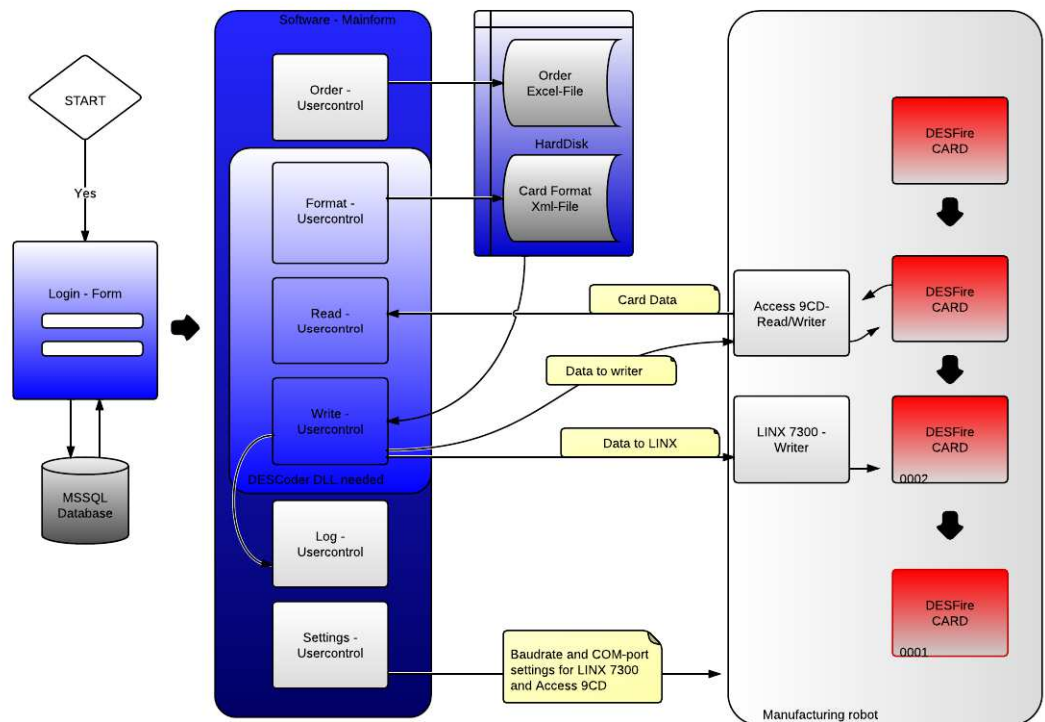 START
Yes
Login - Form
MSSQL
Database
Software - Mainform
Order -
Usercontrol
Format -
Usercontrol
Read -
Usercontrol
Write -
Usercontrol
DESCoder DLL needed
Log -
Usercontrol
Settings -
Usercontrol
Order
Excel-File
HardDisk
Card Format
Xml-File
Card Data
Data to writer
Data to LINX
Baudrate and COM-port
settings for LINX 7300
and Access 9CD
Access 9CD-
Read/Writer
LINX 7300 -
Writer
DESFire
CARD
DESFire
CARD
DESFire
CARD
0002
DESFire
CARD
0001
Manufacturing robot